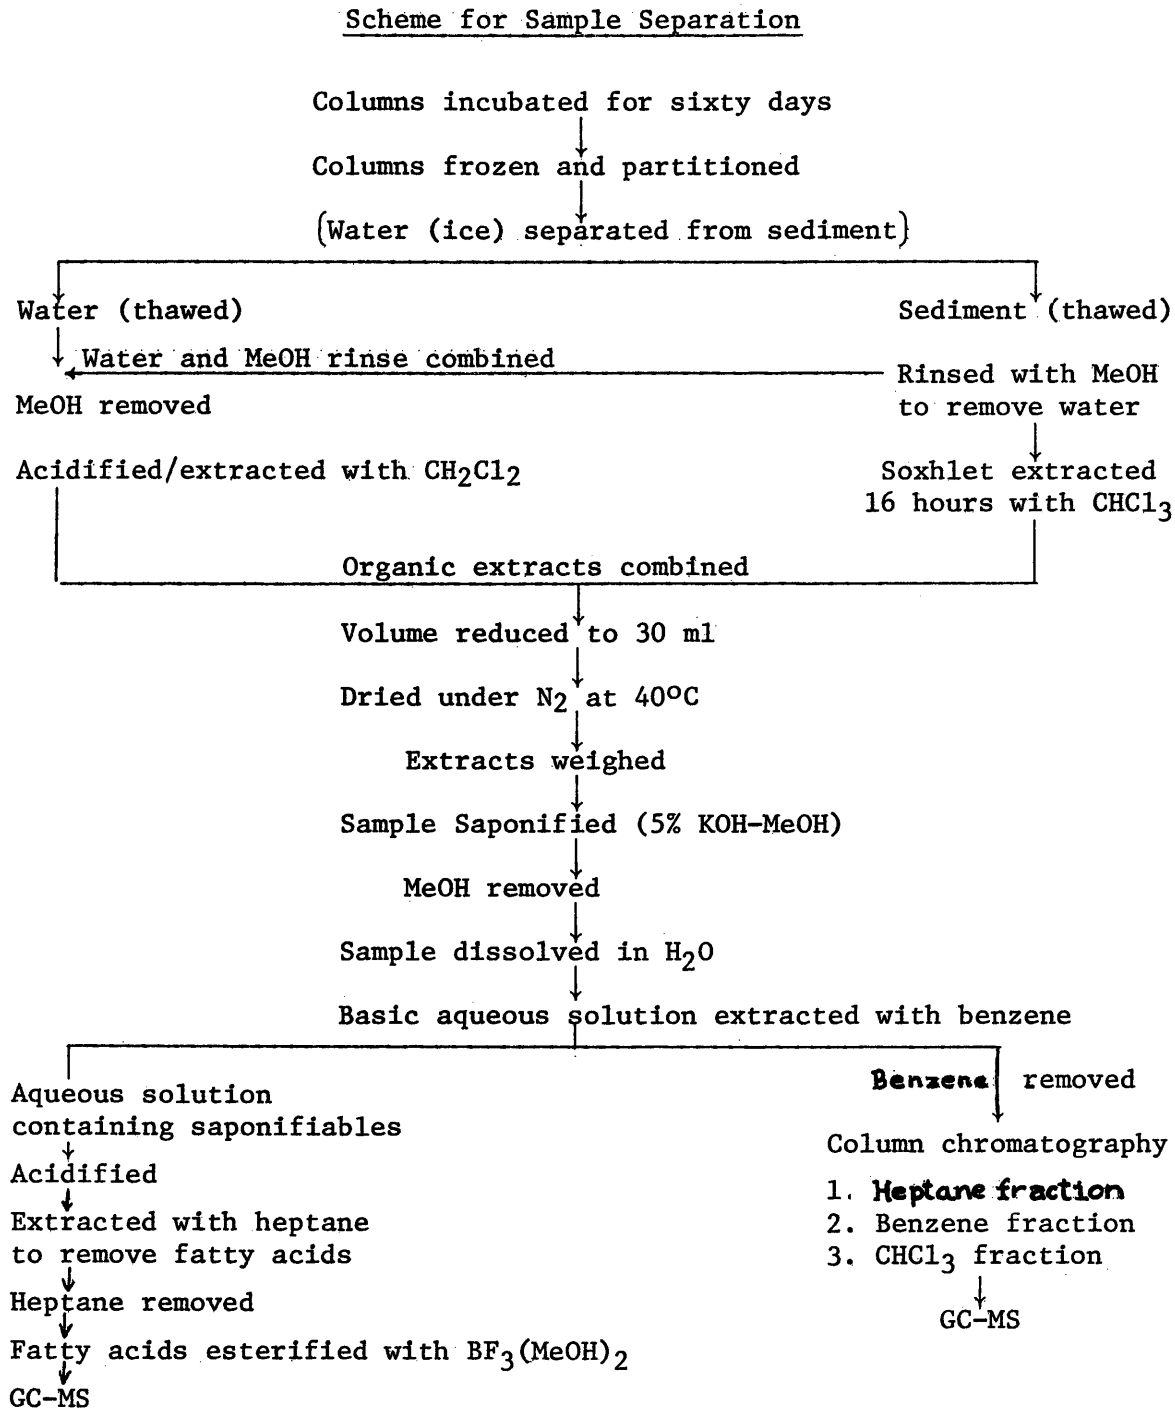 Scheme for Sample Separation
Columns incubated for sixty days
Columns frozen and partitioned
(Water (ice) separated from sediment)
Water (thawed)
Sediment (thawed)
Water and MeOH rinse combined
Rinsed with MeOH
to remove water
MeOH removed
Acidified/extracted with CH2Cl2
Soxhlet extracted
16 hours with CHCl3
Organic extracts combined
Volume reduced to 30 ml
Dried under N2 at 40°C
Extracts weighed
Sample Saponified (5% KOH-MeOH)
MeOH removed
Sample dissolved in H2O
Basic aqueous solution extracted with benzene
Aqueous solution
containing saponifiables
Acidified
Extracted with heptane
to remove fatty acids
Heptane removed
Fatty acids esterified with BF3(MeOH)2
GC-MS
Benzene removed
Column chromatography
1. Heptane fraction
2. Benzene fraction
3. CHCl3 fraction
GC-MS